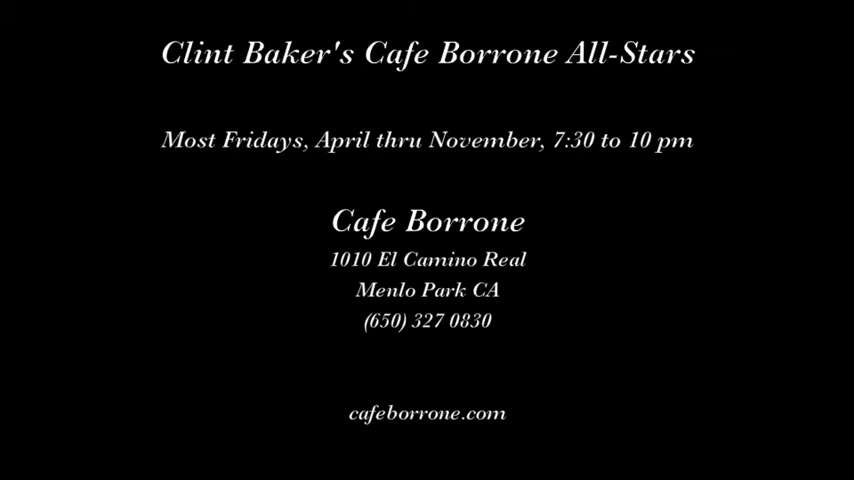 Clint Baker's Cafe Borrone All-Stars
Most Fridays, April thru November, 7:30 to 10 pm
Cafe Borrone
1010 El Camino Real
Menlo Park CA
(650) 327 0830
cafeborrone.com